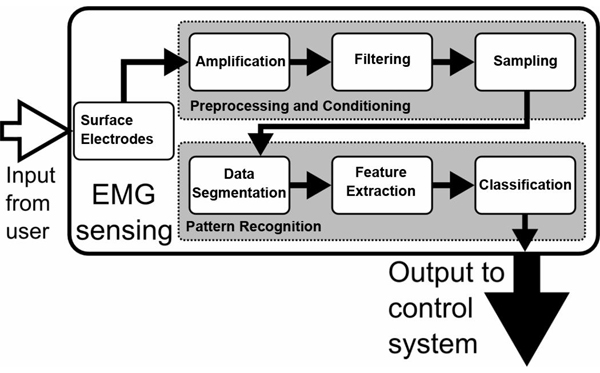 Amplification
Filtering
Sampling
Preprocessing and Conditioning
Surface
Electrodes
Input
from
user
EMG
sensing
Data
Segmentation
Feature
Extraction
Classification
Pattern Recognition
Output to
control
system